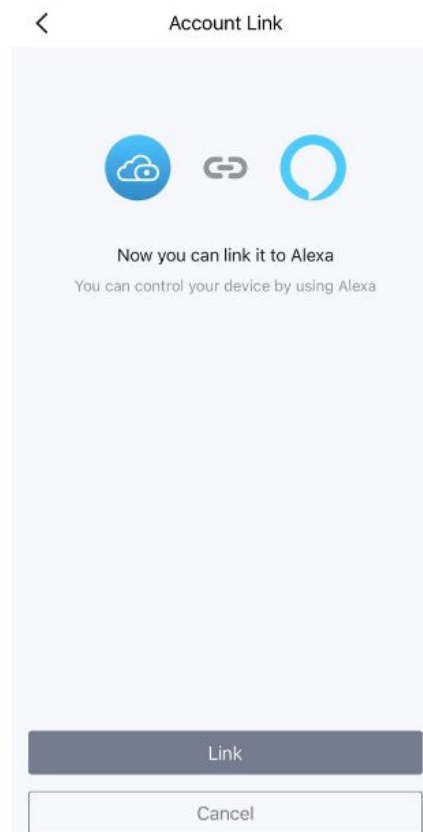 Account Link
Now you can link it to Alexa
You can control your device by using Alexa
Link
Cancel